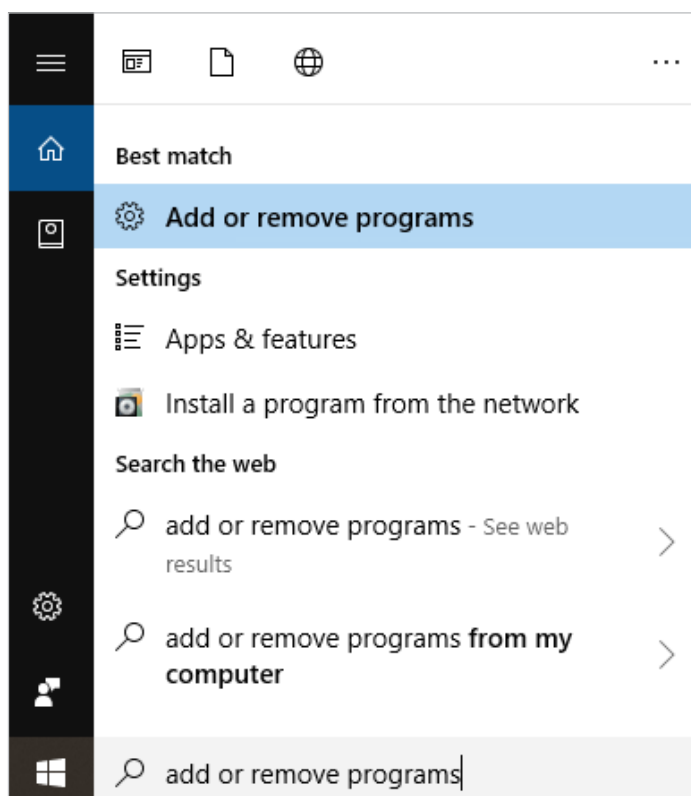 Best match
Add or remove programs
Settings
Apps & features
Install a program from the network
Search the web
add or remove programs - See web
results
add or remove programs from my
computer
add or remove programs